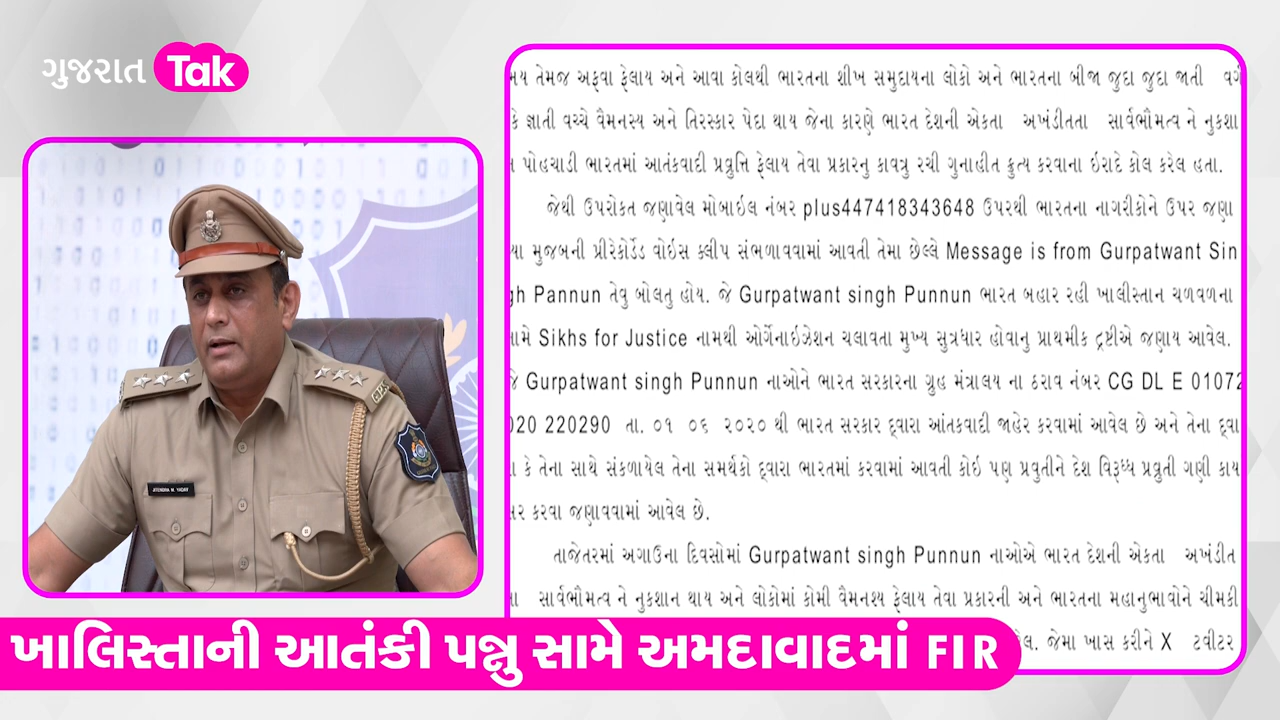 ગુજરાત Tak
JITENDRA M. YADAV
તેમજ અફવા ફેલાય અને આવા કોલથી ભારતના શીખ સમુદાયના લોકો અને ભારતના બીજા જુદા જુદા જાતી વર્ગ
કે જ્ઞાતી વચ્ચે વૈમનસ્ય અને તિરસ્કાર પેદા થાય જેના કારણે ભારત દેશની એકતા અખંડીતતા સાર્વભૌમત્વ ને નુકશા
પોહચાડી ભારતમાં આતંકવાદી પ્રવુત્તિ ફેલાય તેવા પ્રકારનુ કાવત્રુ રચી ગુનાહીત ક્રુત્ય કરવાના ઇરાદે કોલ કરેલ હતા.
જેથી ઉપરોકત જણાવેલ મોબાઇલ નંબર plus447418343648 ઉપરથી ભારતના નાગરીકોને ઉપર જણા
યા મુજબની પ્રીરેકોર્ડેડ વોઇસ ક્લીપ સંભળાવવામાં આવતી તેમા છેલ્લે Message is from Gurpatwant Sin
gh Pannun તેવુ બોલતુ હોય. જે Gurpatwant singh Punnun ભારત બહાર રહી ખાલીસ્તાન ચળવળના
નામે Sikhs for Justice નામથી ઓર્ગેનાઇઝેશન ચલાવતા મુખ્ય સુત્રધાર હોવાનુ પ્રાથમીક દ્રષ્ટીએ જણાય આવેલ.
જે Gurpatwant singh Punnun નાઓને ભારત સરકારના ગ્રુહ મંત્રાલય ના ઠરાવ નંબર CG DL E 01072
020 220290 તા. ૦૧ ૦૬ ૨૦૨૦ થી ભારત સરકાર દ્વારા આંતકવાદી જાહેર કરવામાં આવેલ છે અને તેના દ્વા
રા કે તેના સાથે સંકળાયેલ તેના સમર્થકો દ્વારા ભારતમાં કરવામાં આવતી કોઇ પણ પ્રવુતીને દેશ વિરૂધ્ધ પ્રવુતી ગણી કાય
સર કરવા જણાવવામાં આવેલ છે.
તાજેતરમાં અગાઉના દિવસોમાં Gurpatwant singh Punnun નાઓએ ભારત દેશની એકતા અખંડીત
તા સાર્વભૌમત્વ ને નુકશાન થાય અને લોકોમાં કોમી વૈમનશ્ય ફેલાય તેવા પ્રકારની અને ભારતના મહાનુભાવોને ચીમકી
લ. જેમા ખાસ કરીને X ટવીટર
ખાલિસ્તાની આતંકી પન્નુ સામે અમદાવાદમાં FIR